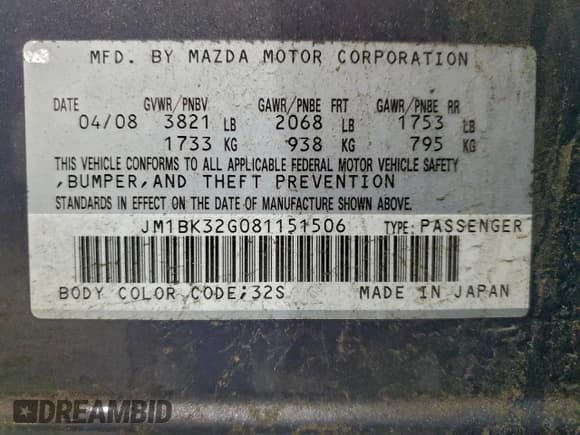 MFD. BY MAZDA MOTOR CORPORATION
DATE GVWR/PNBV GAWR/PNBE FRT GAWR/PNBE RR
04/08 3821 LB 2068 LB 1753 LB
1733 KG 938 KG 795 KG
THIS VEHICLE CONFORMS TO ALL APPLICABLE FEDERAL MOTOR VEHICLE SAFETY
,BUMPER,AND THEFT PREVENTION
STANDARDS IN EFFECT ON THE DATE OF MANUFACTURE SHOWN ABOVE.
JM1BK32G081151506 TYPE: PASSENGER
BODY COLOR CODE;32S MADE IN JAPAN
DREAMBID